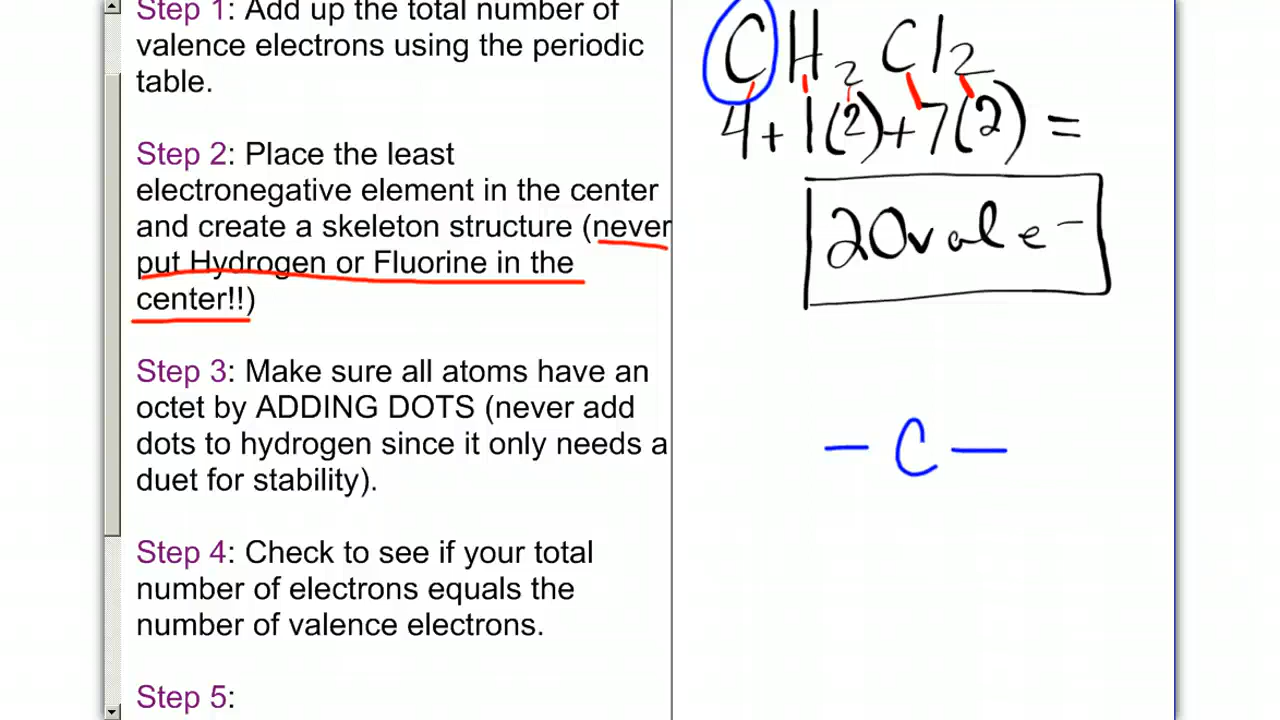 Step 1: Add up the total number of
valence electrons using the periodic
table.
Step 2: Place the least
electronegative element in the center
and create a skeleton structure (never
put Hydrogen or Fluorine in the
center!!)
Step 3: Make sure all atoms have an
octet by ADDING DOTS (never add
dots to hydrogen since it only needs a
duet for stability).
Step 4: Check to see if your total
number of electrons equals the
number of valence electrons.
Step 5:
CH₂Cl₂
4+1(2)+7(2)=
20 val e⁻
– C –